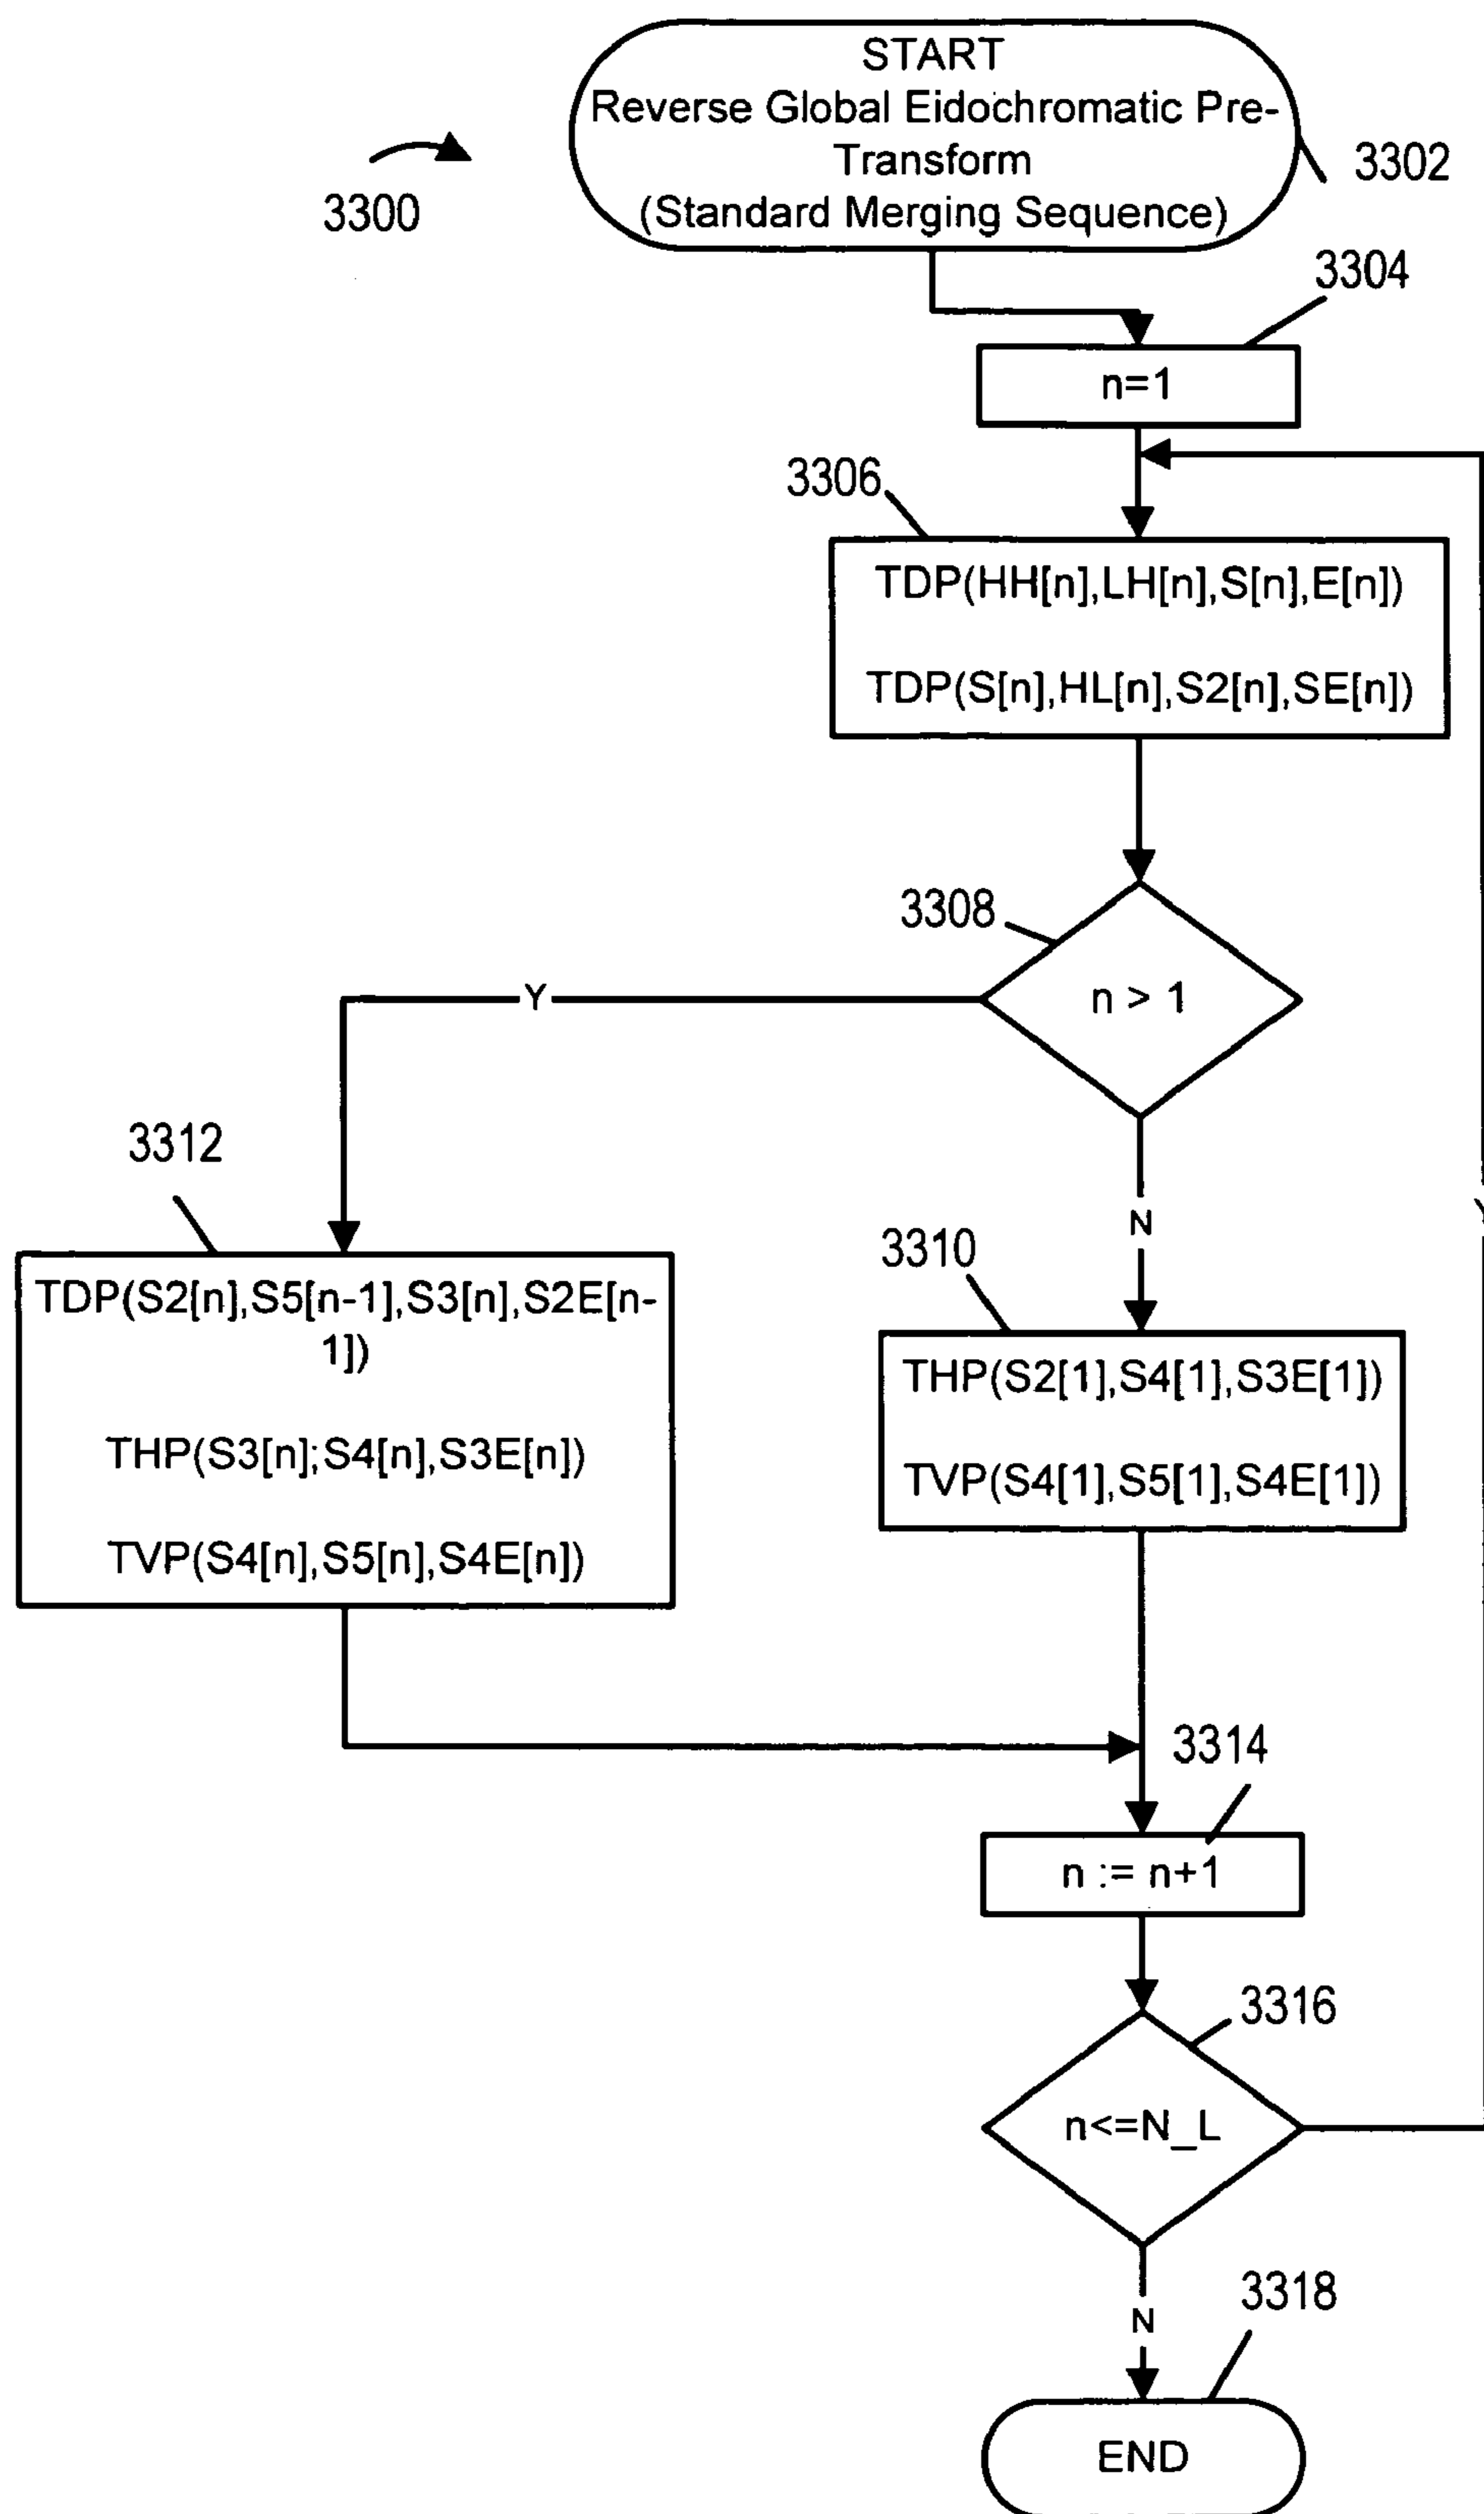 START
Reverse Global Eidochromatic Pre-
Transform
(Standard Merging Sequence)
3302
3300
3304
n=1
3306
TDP(HH[n],LH[n],S[n],E[n])
TDP(S[n],HL[n],S2[n],SE[n])
3308
n > 1
Y
3312
N
3310
TDP(S2[n],S5[n-1],S3[n],S2E[n-
1])
THP(S3[n];S4[n],S3E[n])
TVP(S4[n],S5[n],S4E[n])
THP(S2[1],S4[1],S3E[1])
TVP(S4[1],S5[1],S4E[1])
3314
n := n+1
3316
n<=N_L
3318
N
END